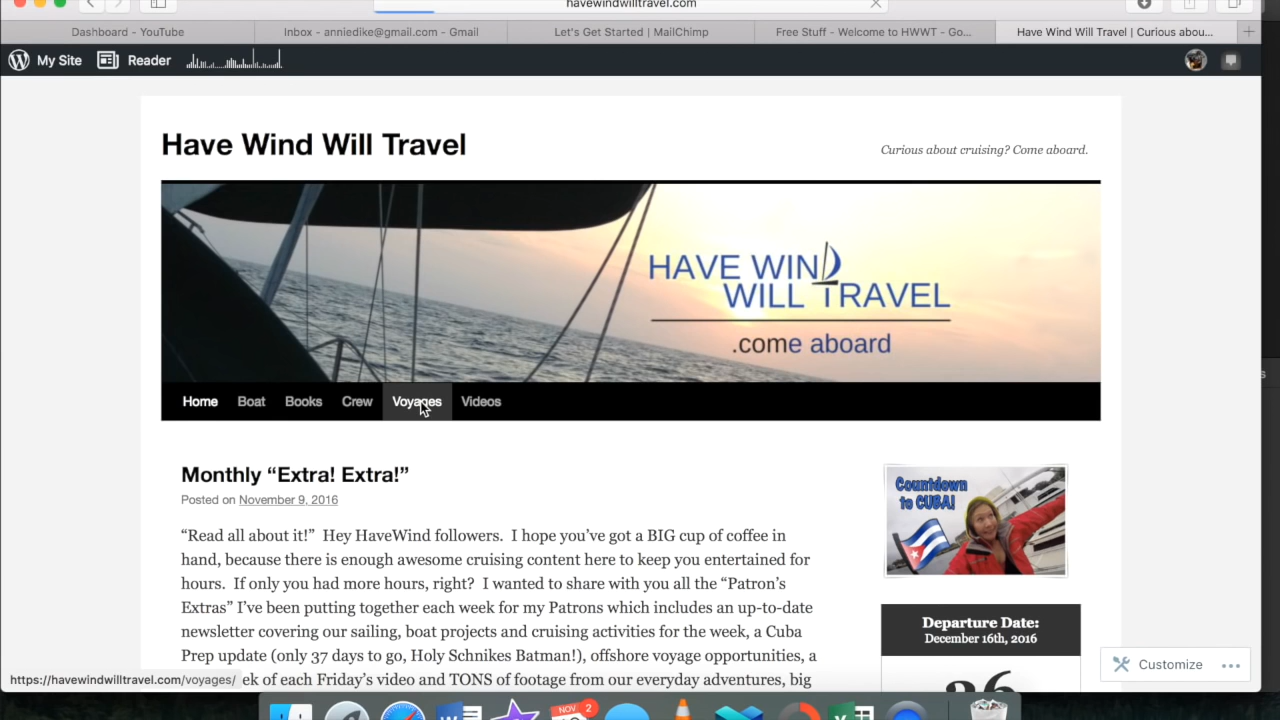 havewindwilltravel.com
Dashboard - YouTube
Inbox - anniedike@gmail.com - Gmail
Let's Get Started | MailChimp
Free Stuff - Welcome to HWWT - Go...
Have Wind Will Travel | Curious abou...
My Site
Reader
Have Wind Will Travel
Curious about cruising? Come aboard.
HAVE WIND
WILL TRAVEL
.come aboard
Home
Boat
Books
Crew
Voyages
Videos
Monthly “Extra! Extra!”
Posted on November 9, 2016
“Read all about it!”  Hey HaveWind followers.  I hope you’ve got a BIG cup of coffee in
hand, because there is enough awesome cruising content here to keep you entertained for
hours.  If only you had more hours, right?  I wanted to share with you all the “Patron’s
Extras” I’ve been putting together each week for my Patrons which includes an up-to-date
newsletter covering our sailing, boat projects and cruising activities for the week, a Cuba
Prep update (only 37 days to go, Holy Schnikes Batman!), offshore voyage opportunities, a
ek of each Friday’s video and TONS of footage from our everyday adventures, big
Countdown
to CUBA!
Departure Date:
December 16th, 2016
36
Customize
https://havewindwilltravel.com/voyages/
NOV
2